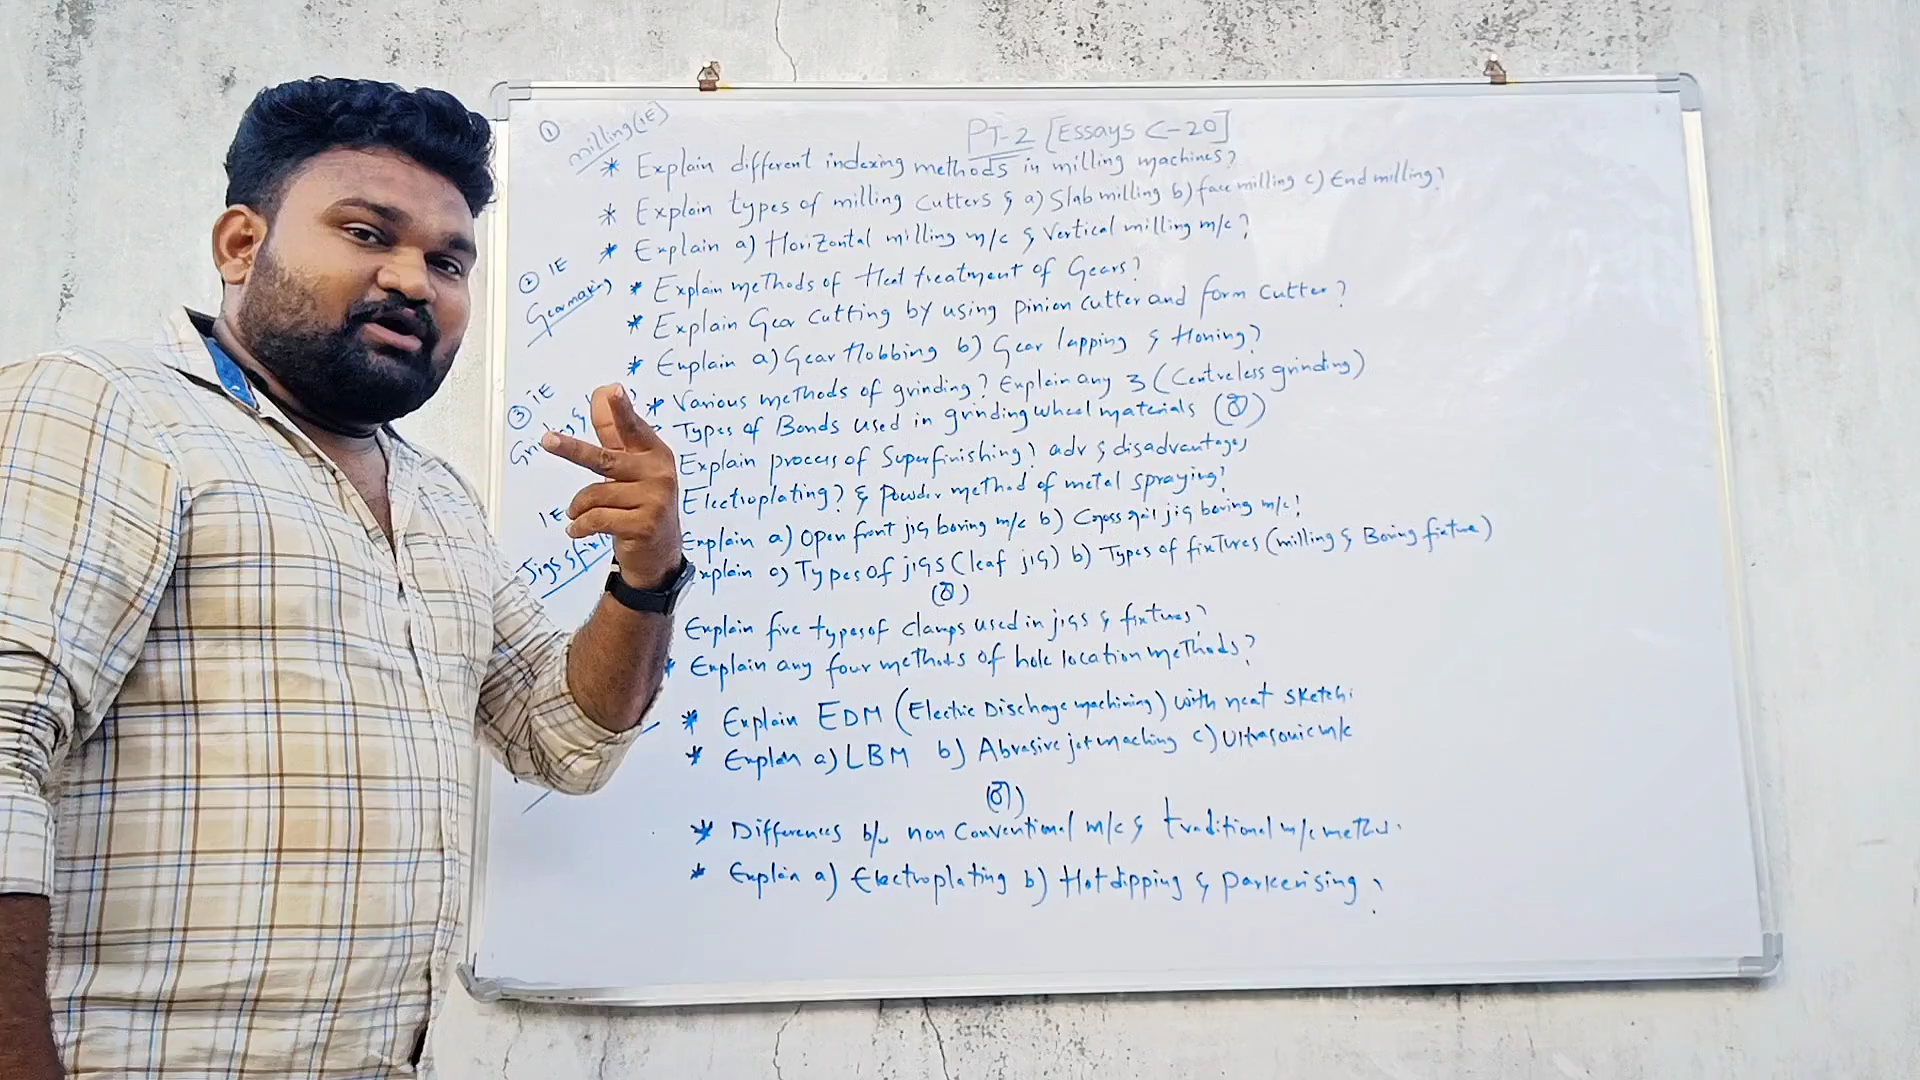 PT-2 [Essays C-20]
① milling (1E)
* Explain different indexing methods in milling machines?
* Explain types of milling cutters & a) Slab milling b) face milling c) End milling?
* Explain a) Horizontal milling m/c & Vertical milling m/c?
② 1E
Gear making
* Explain methods of Heat treatment of Gears?
* Explain Gear cutting by using pinion cutter and form cutter?
* Explain a) Gear Hobbing b) Gear lapping & Honing?
③ 1E
* Various methods of grinding? Explain any 3 (Centreless grinding)
Types of Bonds used in grinding wheel materials (or)
Explain process of Superfinishing? adv & disadvantages
Electroplating? & Powder method of metal spraying?
1E
Jigs &
Explain a) Open front jig boring m/c b) Cross rail jig boring m/c!
Explain a) Types of jigs (leaf jig) b) Types of fixtures (milling & Boring fixture)
(or)
Explain five types of clamps used in jigs & fixtures?
* Explain any four methods of hole location methods?
* Explain EDM (Electric Discharge machining) with neat sketch
* Explain a) LBM b) Abrasive jet maching c) Ultrasonic m/c
(or)
* Differences b/w non conventional m/c & traditional m/c
* Explain a) Electroplating b) Hot dipping & parkerising